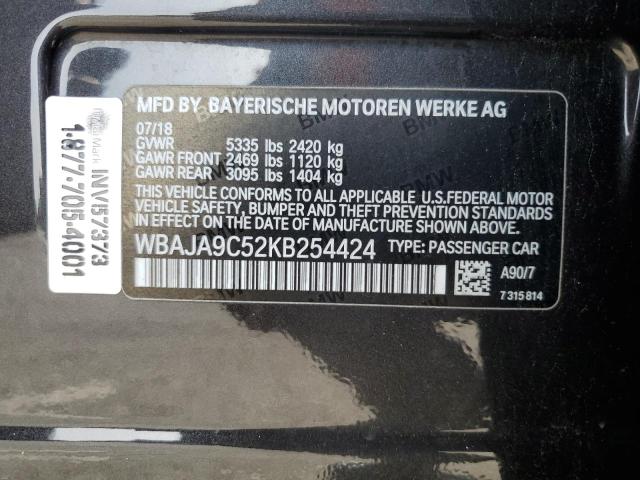 MFD BY BAYERISCHE MOTOREN WERKE AG
07/18
GVWR 5335 lbs 2420 kg
GAWR FRONT 2469 lbs 1120 kg
GAWR REAR 3095 lbs 1404 kg
THIS VEHICLE CONFORMS TO ALL APPLICABLE U.S.FEDERAL MOTOR
VEHICLE SAFETY, BUMPER AND THEFT PREVENTION STANDARDS IN
EFFECT ON THE DATE OF MANUFACTURE SHOWN ABOVE.
WBAJA9C52KB254424 TYPE: PASSENGER CAR
A90/7
7 315 814
INV57373
1.877.705.4001